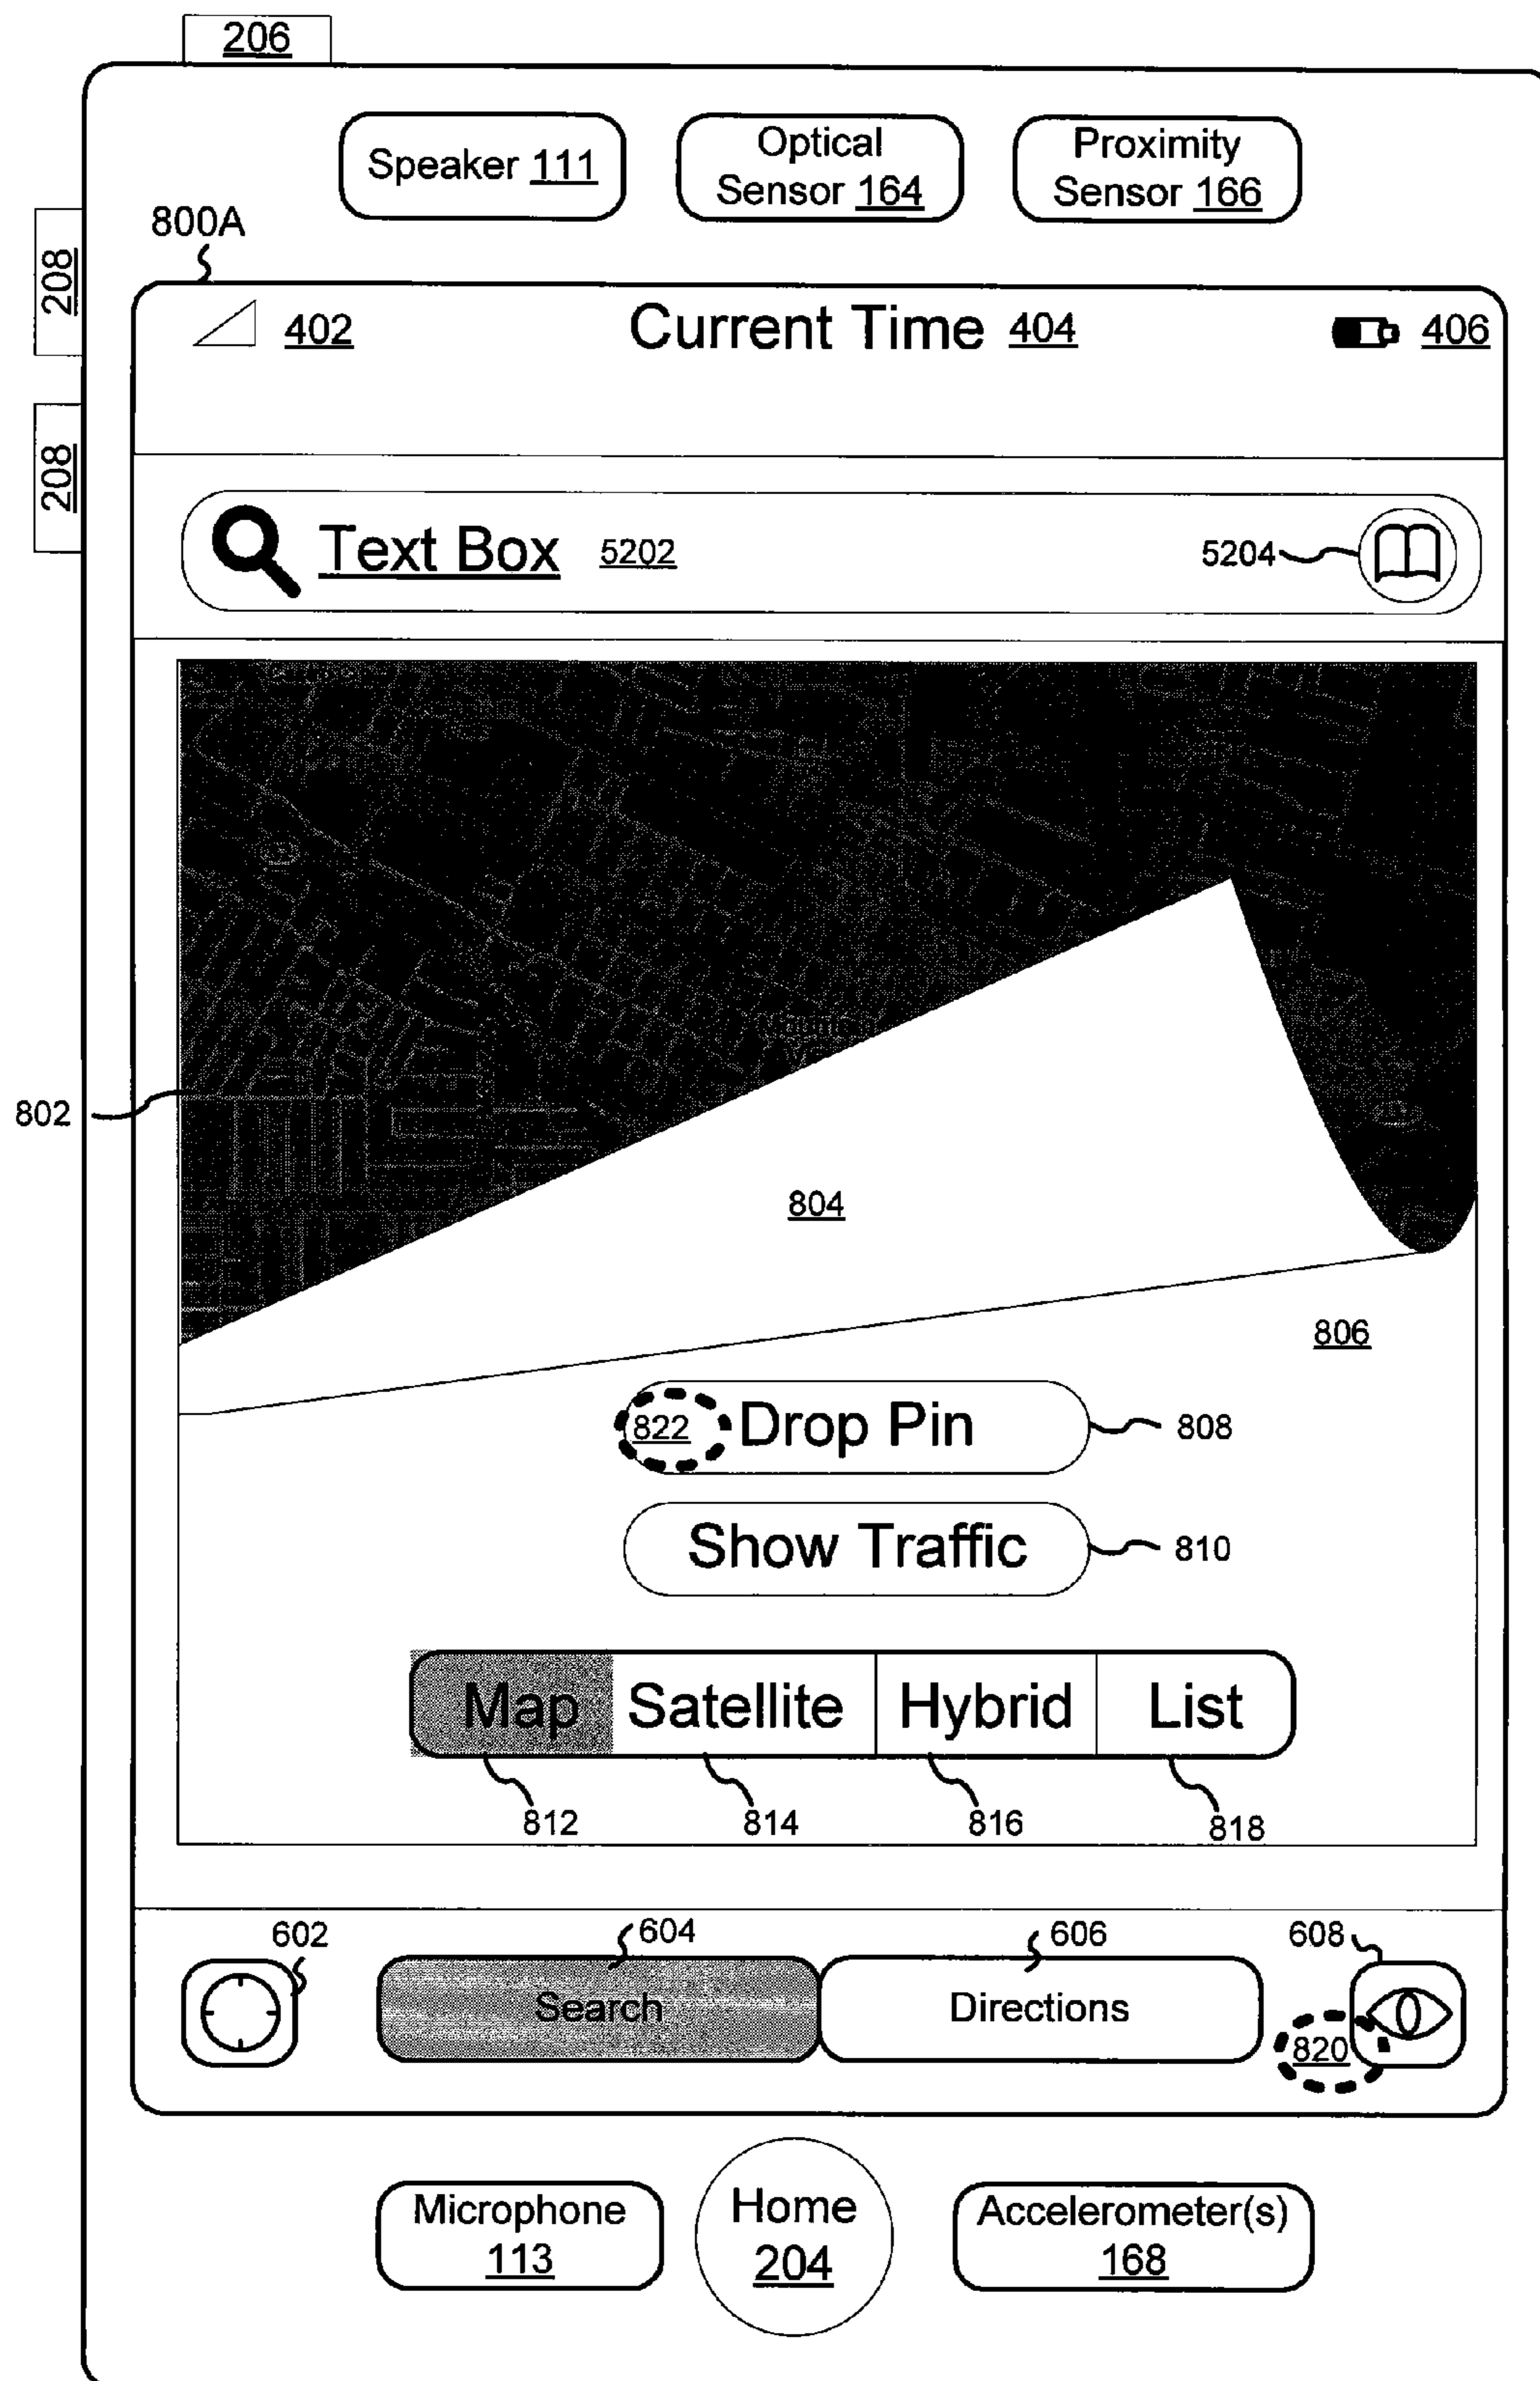 206
Speaker 111
Optical
Sensor 164
Proximity
Sensor 166
208
800A
402
Current Time 404
406
208
Text Box 5202
5204
802
804
806
822 Drop Pin
808
Show Traffic
810
Map Satellite Hybrid List
812 814 816 818
602
604
606
608
Search
Directions
820
Microphone
113
Home
204
Accelerometer(s)
168